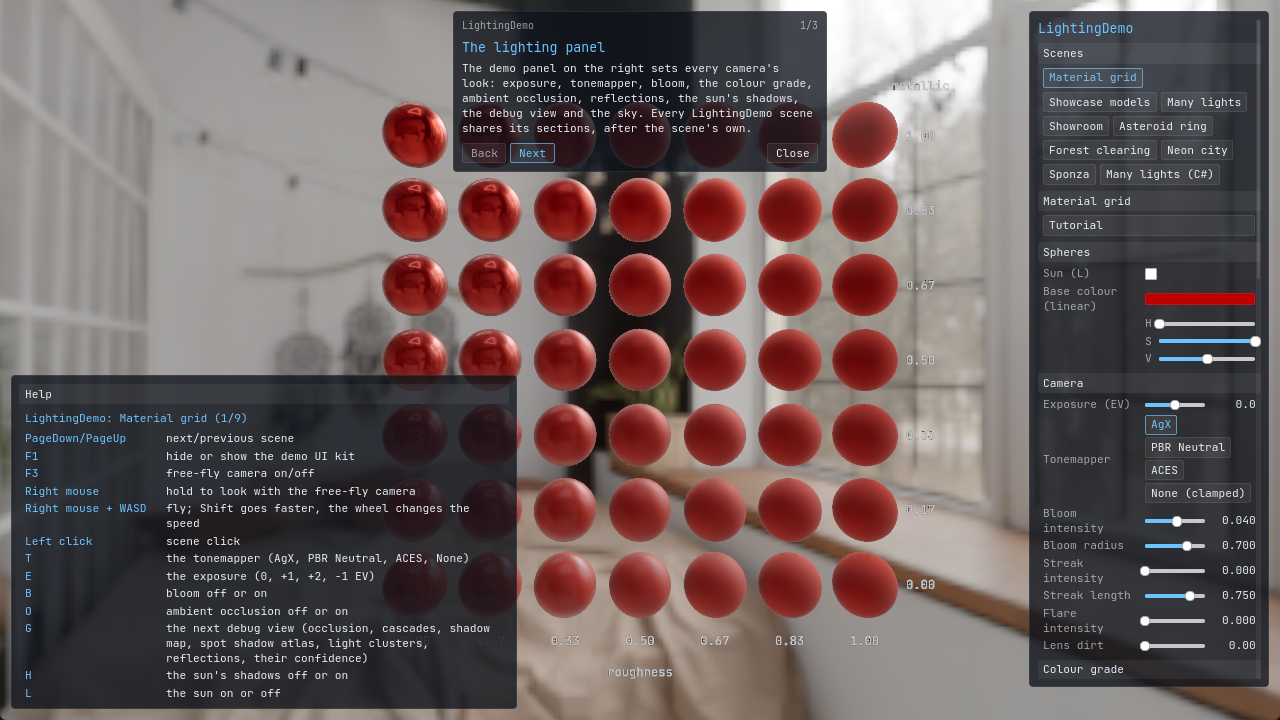 LightingDemo 1/3
The lighting panel
The demo panel on the right sets every camera's
look: exposure, tonemapper, bloom, the colour grade,
ambient occlusion, reflections, the sun's shadows,
the debug view and the sky. Every LightingDemo scene
shares its sections, after the scene's own.
Back Next Close
metallic
1.00
0.83
0.67
0.50
0.33
0.17
0.00
0.33 0.50 0.67 0.83 1.00
roughness
Help
LightingDemo: Material grid (1/9)
PageDown/PageUp next/previous scene
F1 hide or show the demo UI kit
F3 free-fly camera on/off
Right mouse hold to look with the free-fly camera
Right mouse + WASD fly; Shift goes faster, the wheel changes the
speed
Left click scene click
T the tonemapper (AgX, PBR Neutral, ACES, None)
E the exposure (0, +1, +2, -1 EV)
B bloom off or on
O ambient occlusion off or on
G the next debug view (occlusion, cascades, shadow
map, spot shadow atlas, light clusters,
reflections, their confidence)
H the sun's shadows off or on
L the sun on or off
LightingDemo
Scenes
Material grid
Showcase models Many lights
Showroom Asteroid ring
Forest clearing Neon city
Sponza Many lights (C#)
Material grid
Tutorial
Spheres
Sun (L)
Base colour
(linear)
H
S
V
Camera
Exposure (EV) 0.0
Tonemapper
AgX
PBR Neutral
ACES
None (clamped)
Bloom
intensity 0.040
Bloom radius 0.700
Streak
intensity 0.000
Streak length 0.750
Flare
intensity 0.000
Lens dirt 0.00
Colour grade